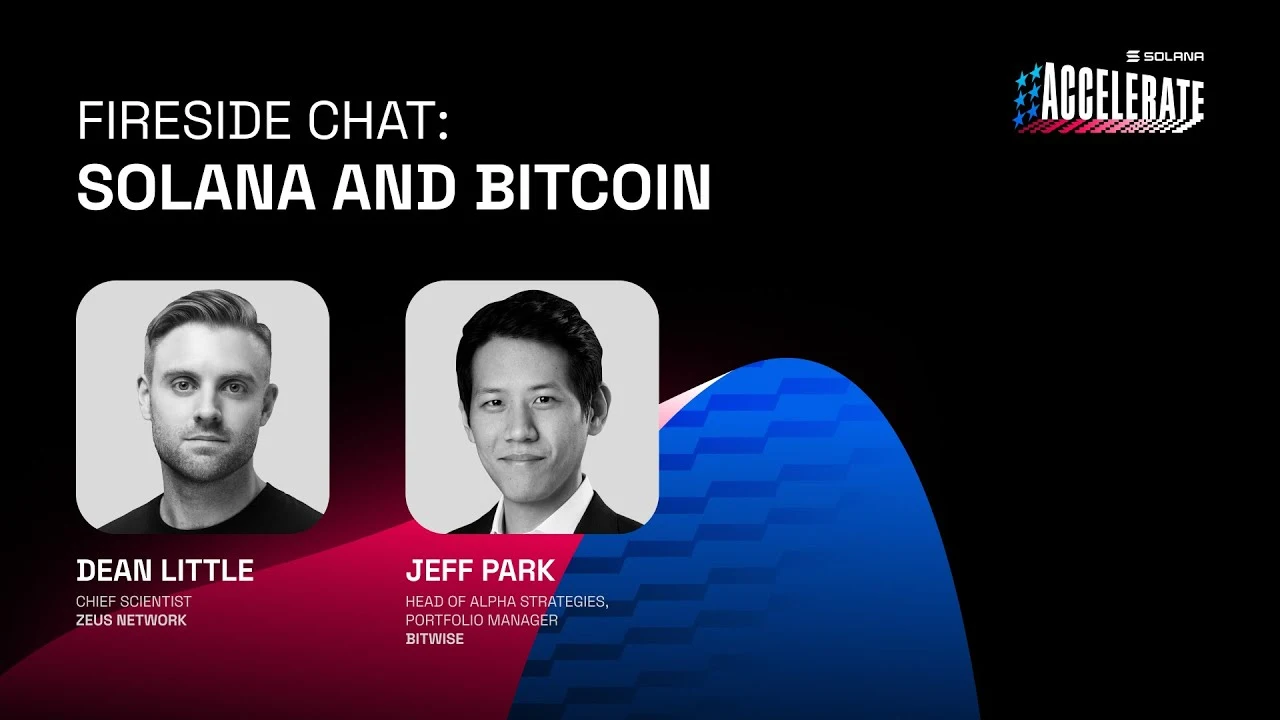 SOLANA
ACCELERATE
FIRESIDE CHAT:
SOLANA AND BITCOIN
DEAN LITTLE
CHIEF SCIENTIST
ZEUS NETWORK
JEFF PARK
HEAD OF ALPHA STRATEGIES,
PORTFOLIO MANAGER
BITWISE